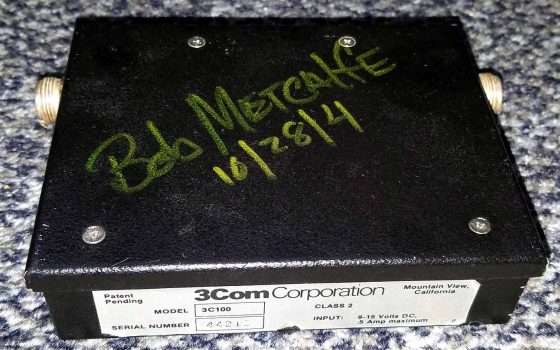 Bob METCALFE
10/28/14
Patent Pending
3Com Corporation
Mountain View, California
MODEL 3C100
CLASS 2
SERIAL NUMBER
INPUT: 9-15 Volts DC, .5 Amp maximum